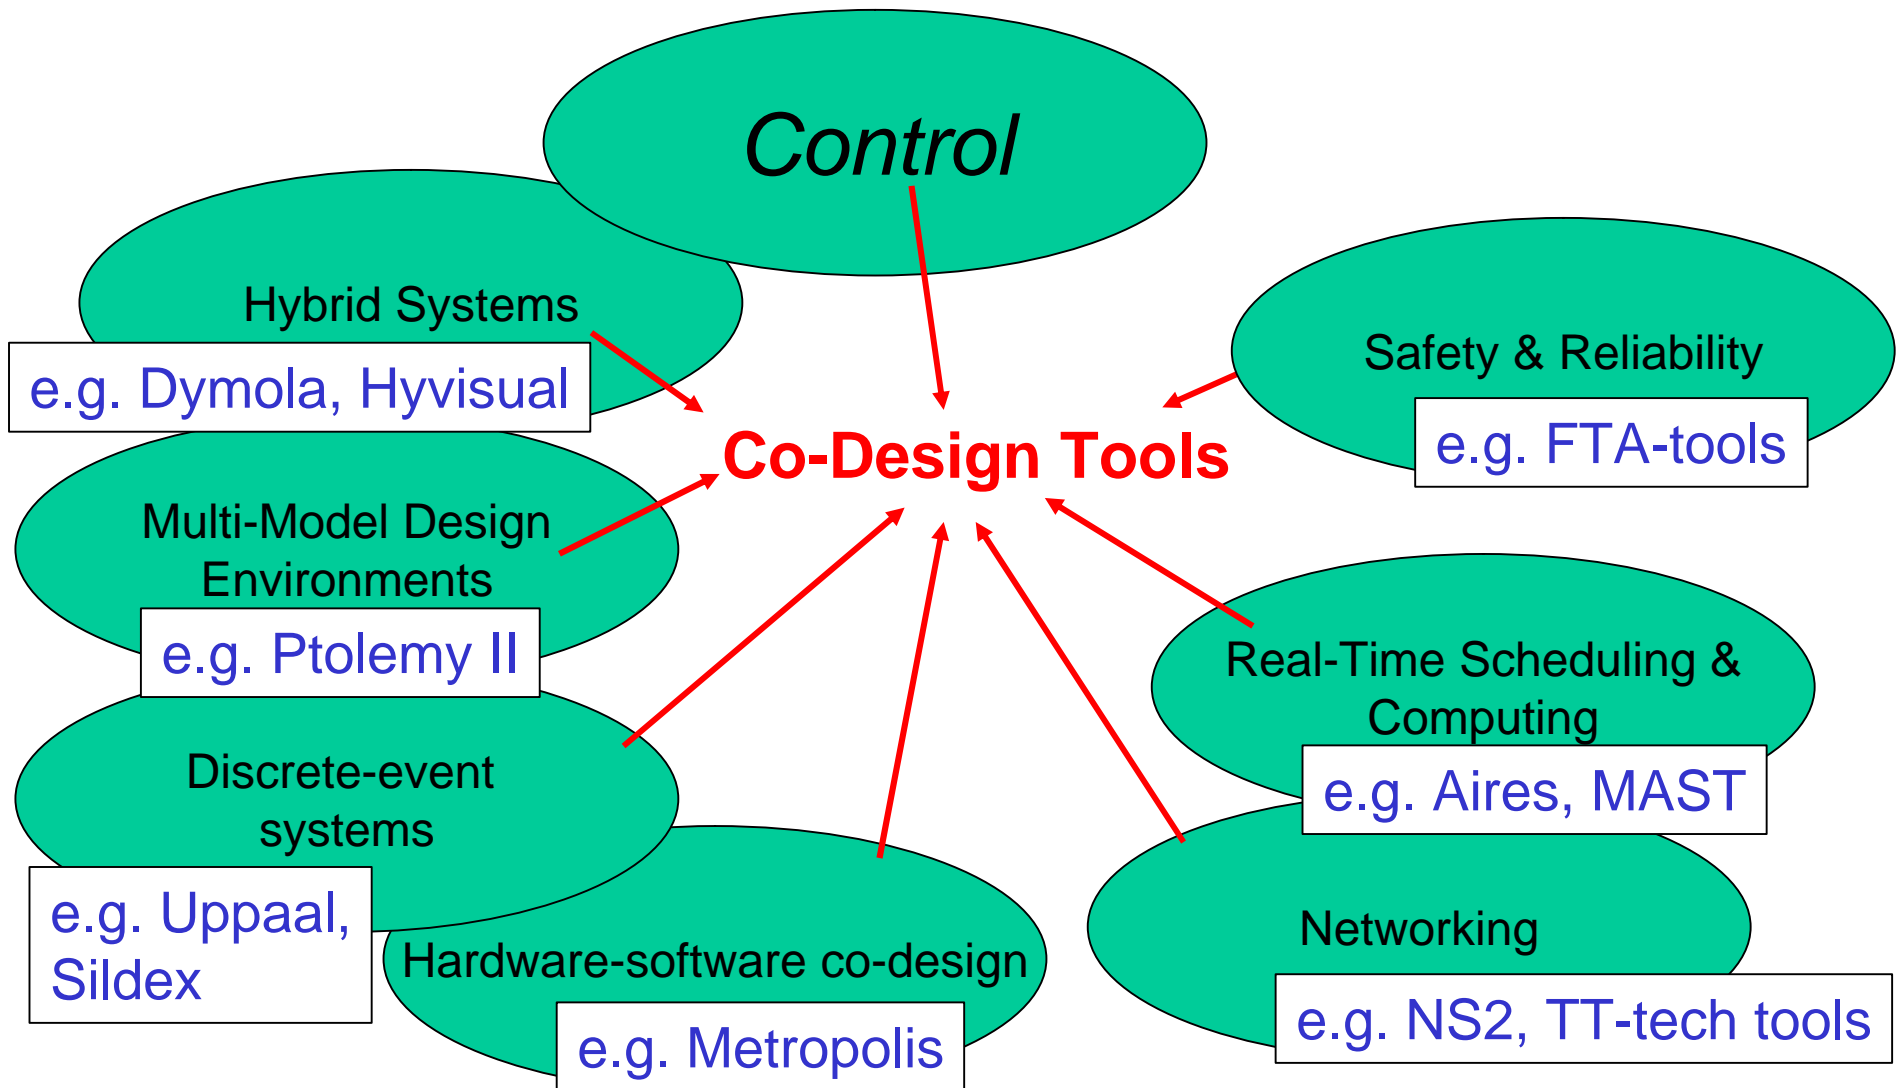 Control
Hybrid Systems
e.g. Dymola, Hyvisual
Safety & Reliability
e.g. FTA-tools
Co-Design Tools
Multi-Model Design
Environments
e.g. Ptolemy II
Real-Time Scheduling &
Computing
e.g. Aires, MAST
Discrete-event
systems
e.g. Uppaal,
Sildex
Hardware-software co-design
e.g. Metropolis
Networking
e.g. NS2, TT-tech tools